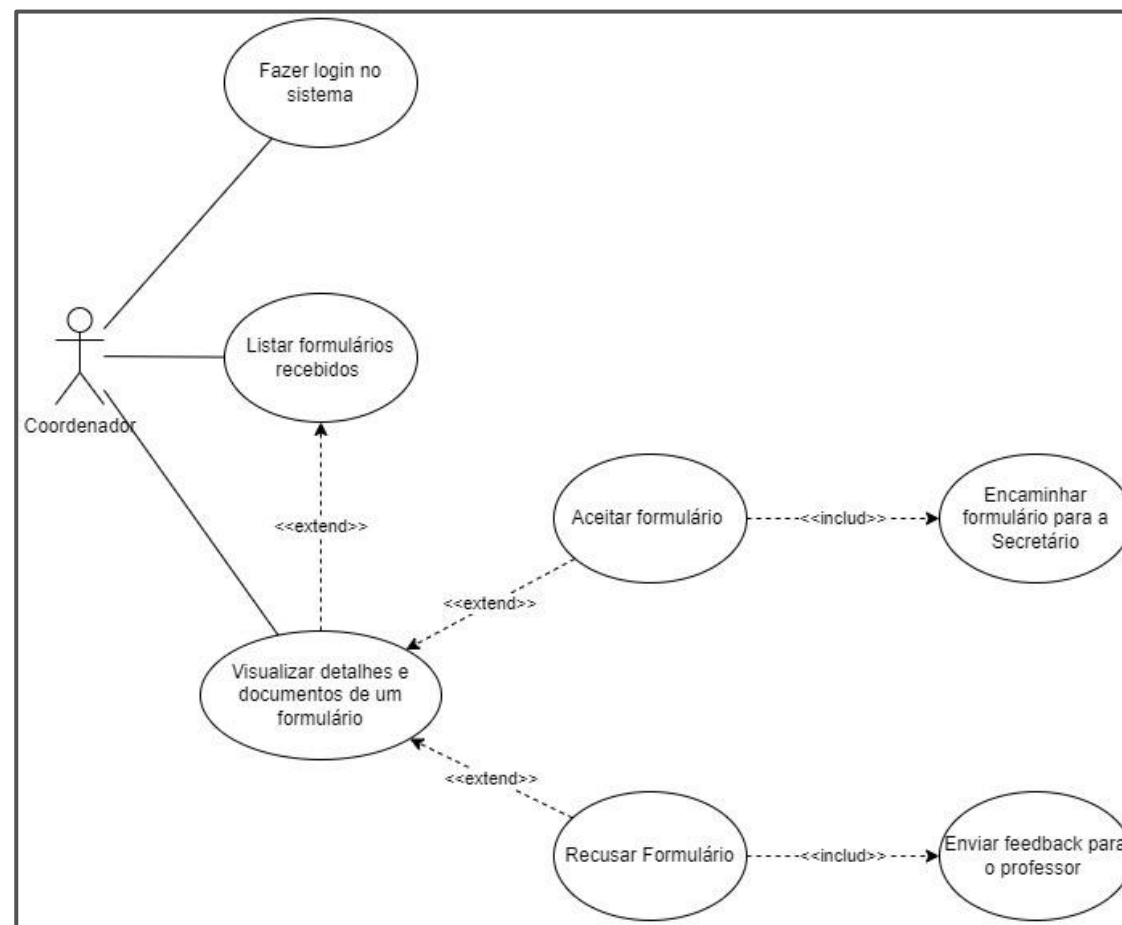 Fazer login no
sistema
Listar formulários
recebidos
Coordenador
<<extend>>
Aceitar formulário
<<includ>>
Encaminhar
formulário para a
Secretário
<<extend>>
Visualizar detalhes e
documentos de um
formulário
<<extend>>
Recusar Formulário
<<includ>>
Enviar feedback para
o professor